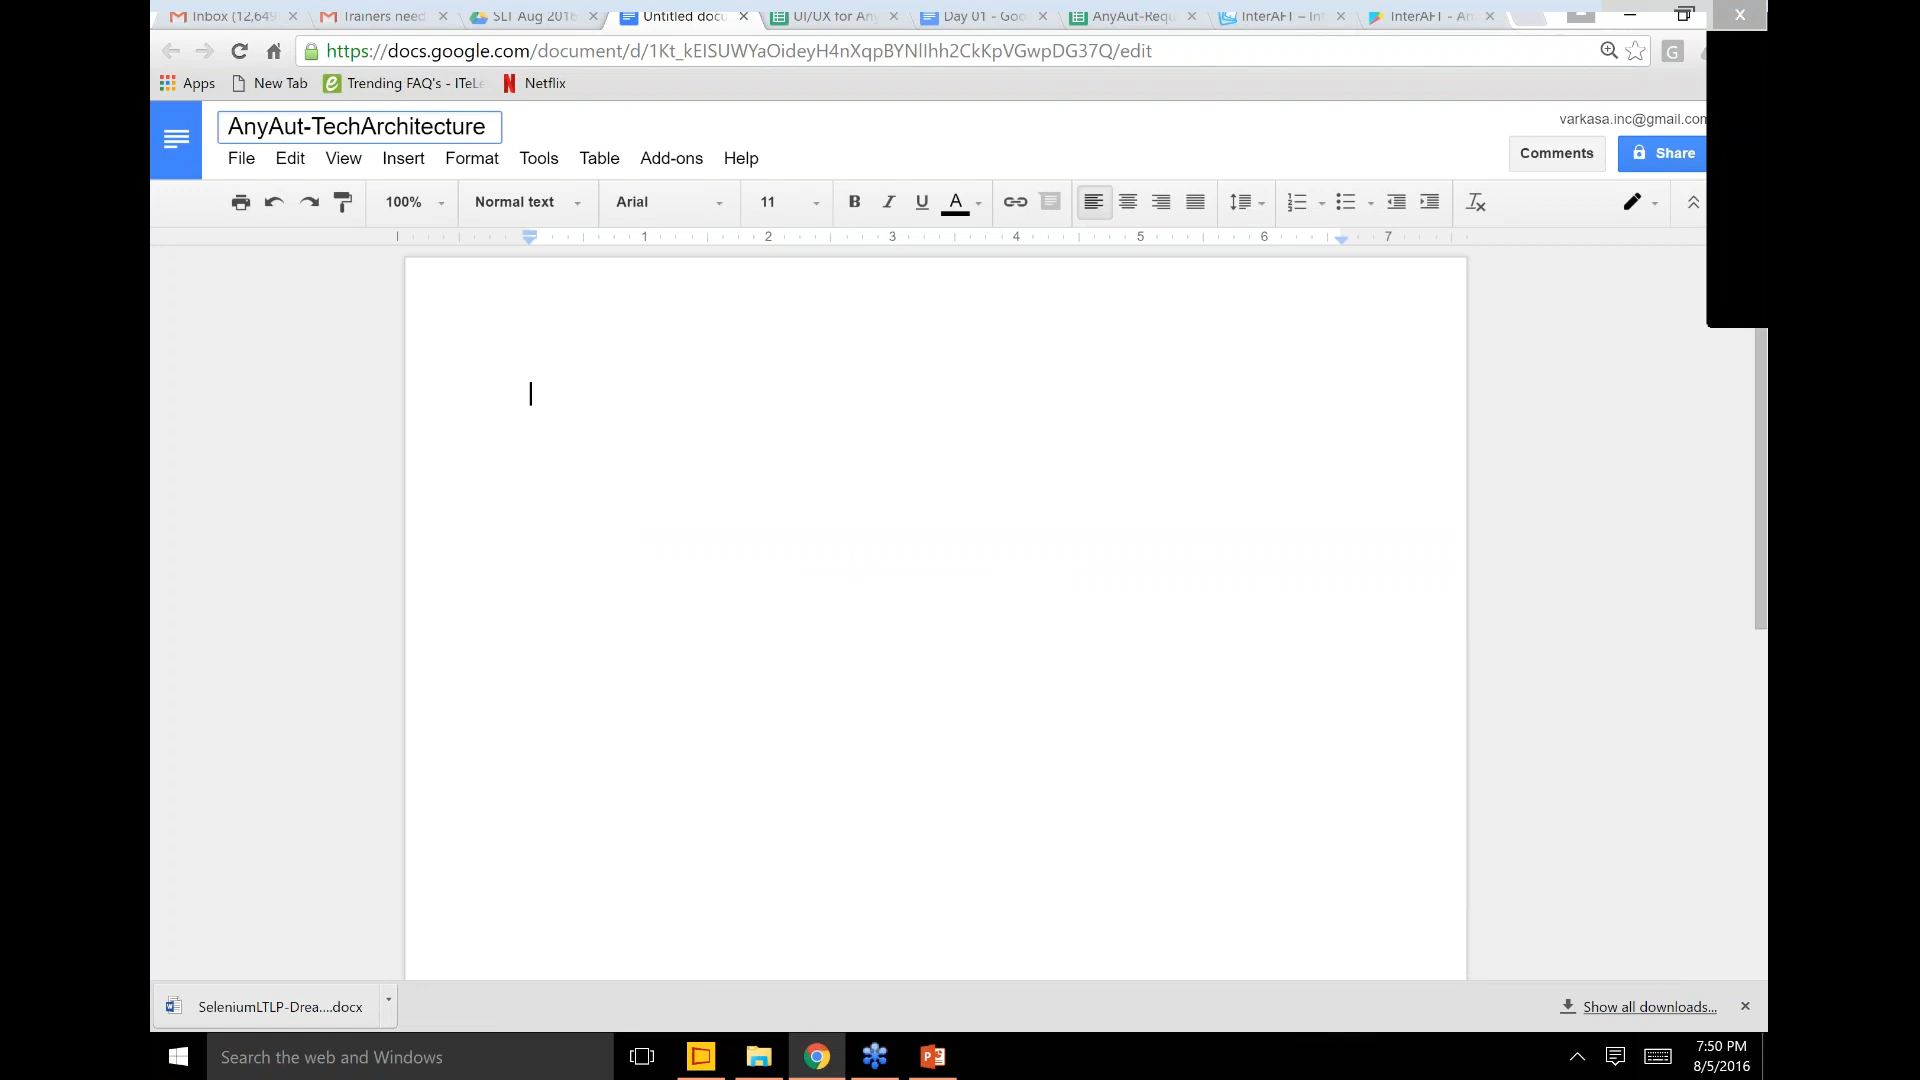 Inbox (12,649
Trainers need
SLT Aug 2016
Untitled docu
UI/UX for Any
Day 01 - Goo
AnyAut-Requ
InterAFT – Int
InterAFT - An
https://docs.google.com/document/d/1Kt_kEISUWYaOideyH4nXqpBYNllhh2CkKpVGwpDG37Q/edit
Apps
New Tab
Trending FAQ's - ITeLe
Netflix
AnyAut-TechArchitecture
varkasa.inc@gmail.com
File Edit View Insert Format Tools Table Add-ons Help
Comments
Share
100%
Normal text
Arial
11
B I U A
1 2 3 4 5 6 7
SeleniumLTLP-Drea....docx
Show all downloads...
Search the web and Windows
7:50 PM
8/5/2016